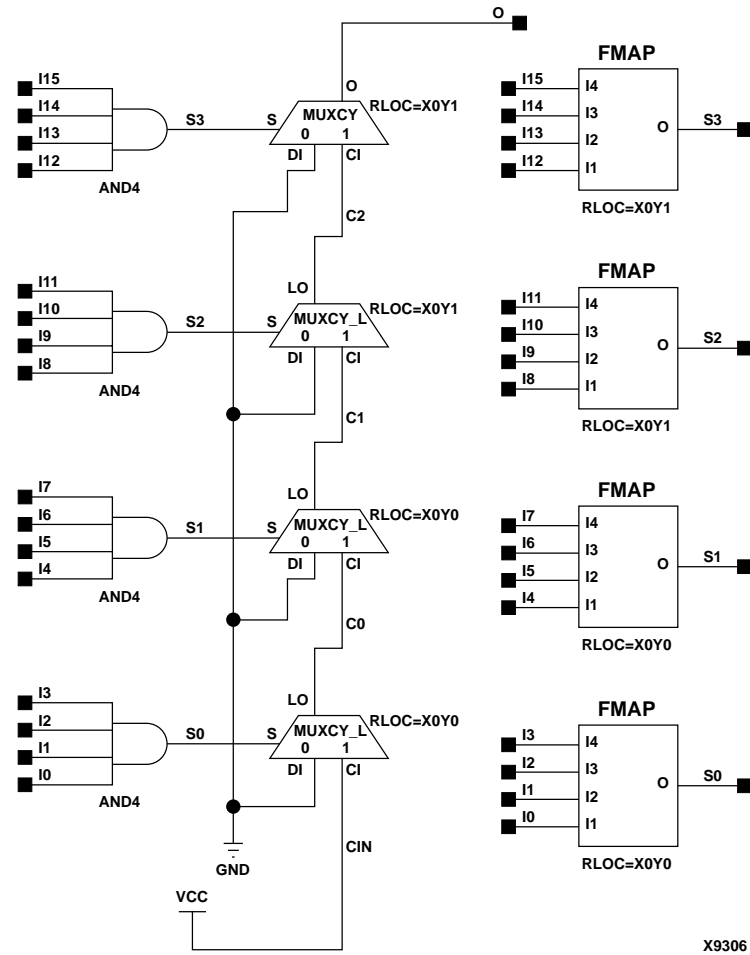 O
FMAP
I15
I14
I13
I12
AND4
S3
S
O
MUXCY
0 1
DI
CI
RLOC=X0Y1
I15
I14
I13
I12
I4
I3
I2
I1
O
S3
RLOC=X0Y1
C2
FMAP
I11
I10
I9
I8
AND4
S2
S
LO
MUXCY_L
0 1
DI
CI
RLOC=X0Y1
I11
I10
I9
I8
I4
I3
I2
I1
O
S2
RLOC=X0Y1
C1
FMAP
I7
I6
I5
I4
AND4
S1
S
LO
MUXCY_L
0 1
DI
CI
RLOC=X0Y0
I7
I6
I5
I4
I4
I3
I2
I1
O
S1
RLOC=X0Y0
C0
FMAP
I3
I2
I1
I0
AND4
S0
S
LO
MUXCY_L
0 1
DI
CI
RLOC=X0Y0
I3
I2
I1
I0
I4
I3
I2
I1
O
S0
RLOC=X0Y0
CIN
GND
VCC
X9306